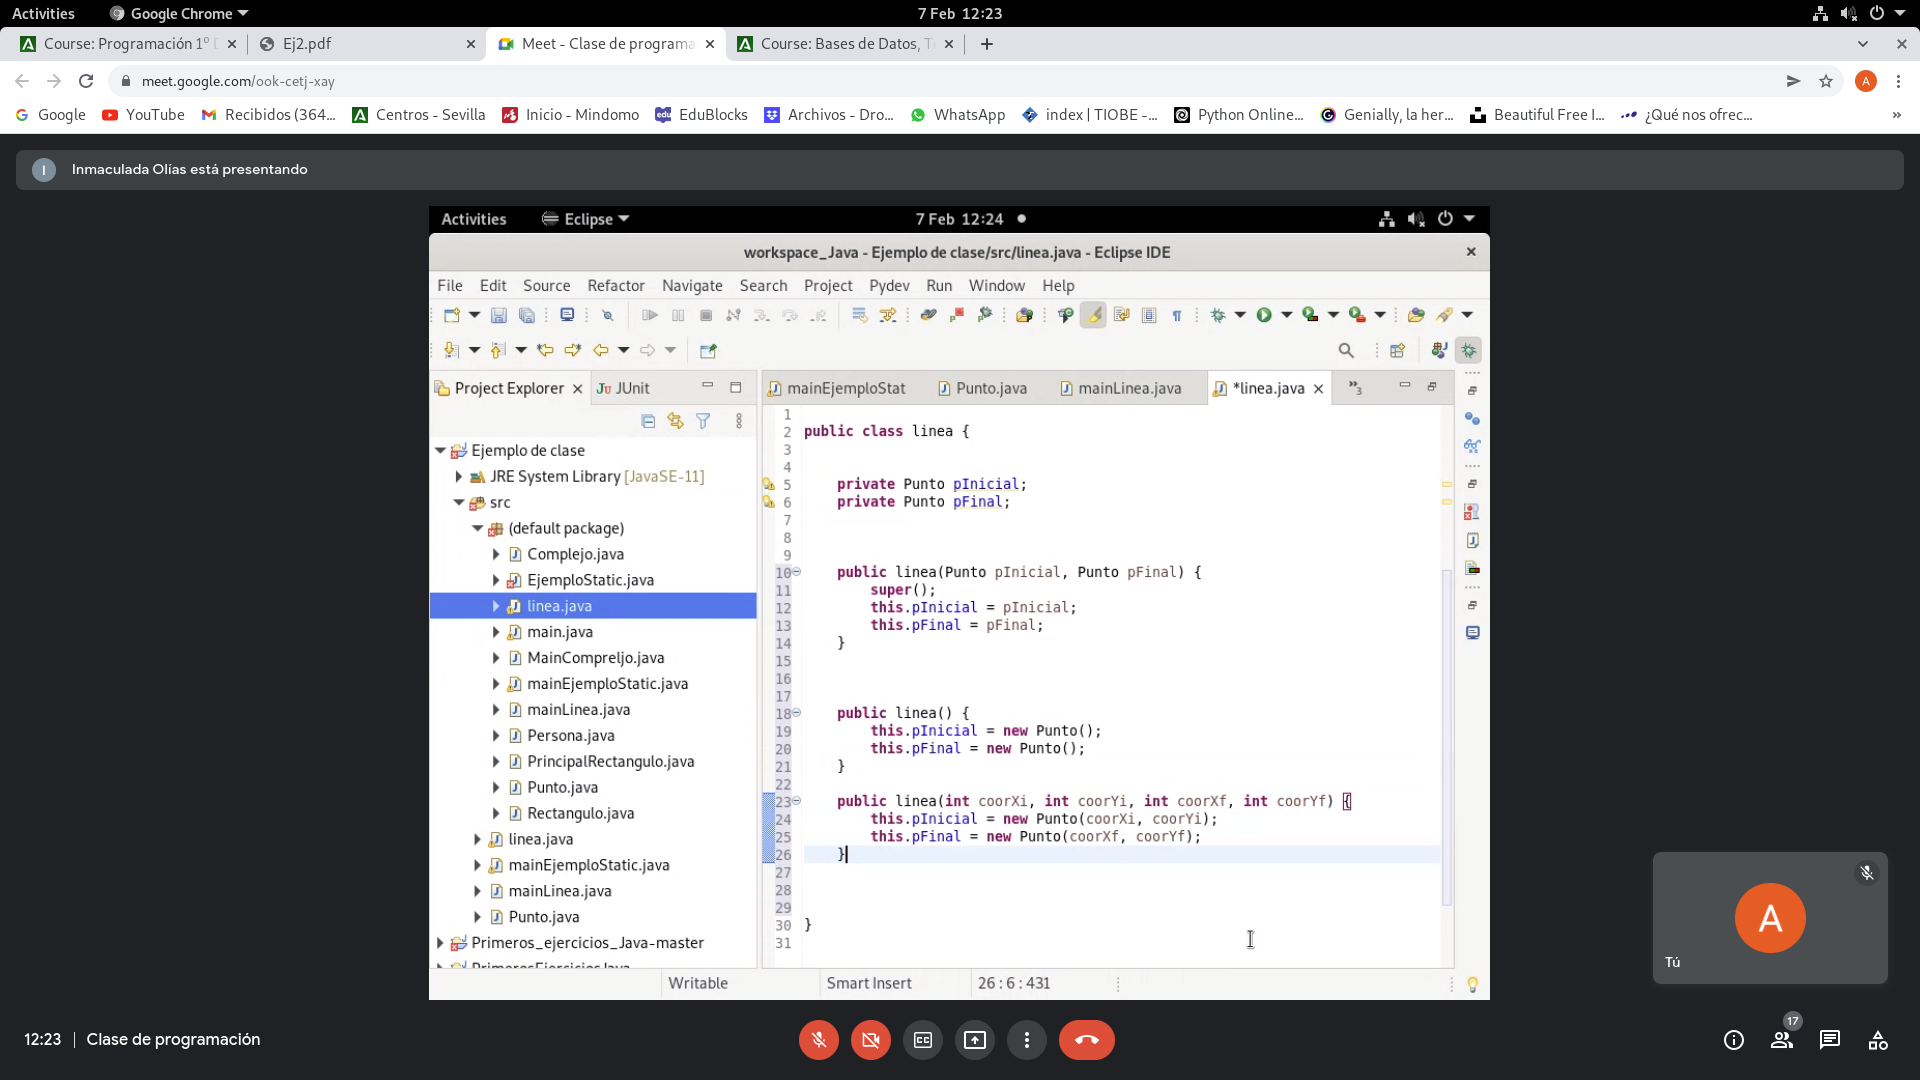 Activities
Google Chrome
7 Feb 12:23
Course: Programación 1º D
Ej2.pdf
Meet - Clase de programa
Course: Bases de Datos, T
meet.google.com/ook-cetj-xay
A
Google
YouTube
Recibidos (364...
Centros - Sevilla
Inicio - Mindomo
EduBlocks
Archivos - Dro...
WhatsApp
index | TIOBE -...
Python Online...
Genially, la her...
Beautiful Free I...
¿Qué nos ofrec...
I
Inmaculada Olías está presentando
Activities
Eclipse
7 Feb 12:24
workspace_Java - Ejemplo de clase/src/linea.java - Eclipse IDE
File Edit Source Refactor Navigate Search Project Pydev Run Window Help
Project Explorer
JUnit
mainEjemploStat
Punto.java
mainLinea.java
*linea.java
»3
Ejemplo de clase
JRE System Library [JavaSE-11]
src
(default package)
Complejo.java
EjemploStatic.java
linea.java
main.java
MainCompreljo.java
mainEjemploStatic.java
mainLinea.java
Persona.java
PrincipalRectangulo.java
Punto.java
Rectangulo.java
linea.java
mainEjemploStatic.java
mainLinea.java
Punto.java
Primeros_ejercicios_Java-master
PrimerosEjerciciosJava
1
2 public class linea {
3
4
5 private Punto pInicial;
6 private Punto pFinal;
7
8
9
10 public linea(Punto pInicial, Punto pFinal) {
11 super();
12 this.pInicial = pInicial;
13 this.pFinal = pFinal;
14 }
15
16
17
18 public linea() {
19 this.pInicial = new Punto();
20 this.pFinal = new Punto();
21 }
22
23 public linea(int coorXi, int coorYi, int coorXf, int coorYf) {
24 this.pInicial = new Punto(coorXi, coorYi);
25 this.pFinal = new Punto(coorXf, coorYf);
26 }
27
28
29
30 }
31
Writable
Smart Insert
26 : 6 : 431
A
Tú
12:23 | Clase de programación
CC
17